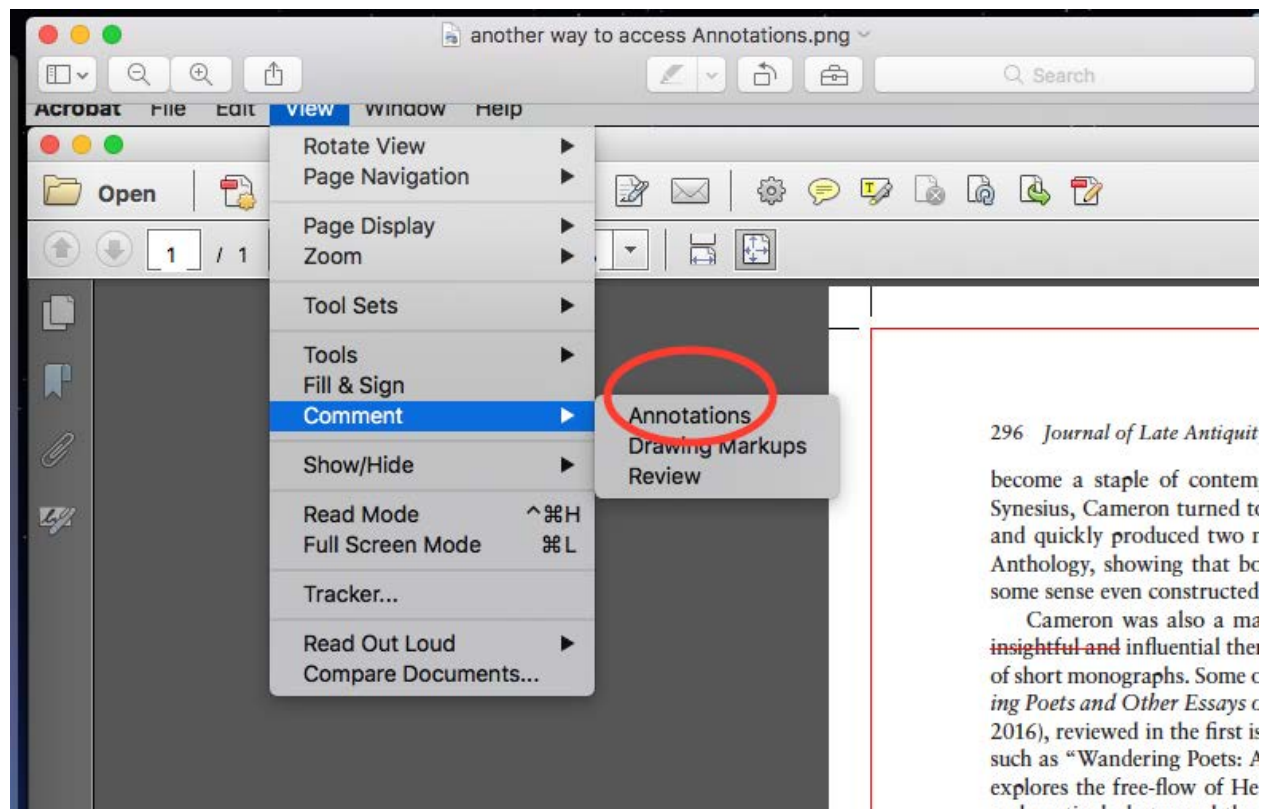 another way to access Annotations.png
Search
Acrobat File Edit View Window Help
Open
1 / 1
Rotate View
Page Navigation
Page Display
Zoom
Tool Sets
Tools
Fill & Sign
Comment
Annotations
Drawing Markups
Review
Show/Hide
Read Mode ^⌘H
Full Screen Mode ⌘L
Tracker...
Read Out Loud
Compare Documents...
296 Journal of Late Antiquit
become a staple of contem
Synesius, Cameron turned to
and quickly produced two
Anthology, showing that bo
some sense even constructed
Cameron was also a ma
insightful and influential the
of short monographs. Some o
ing Poets and Other Essays o
2016), reviewed in the first is
such as “Wandering Poets: A
explores the free-flow of He